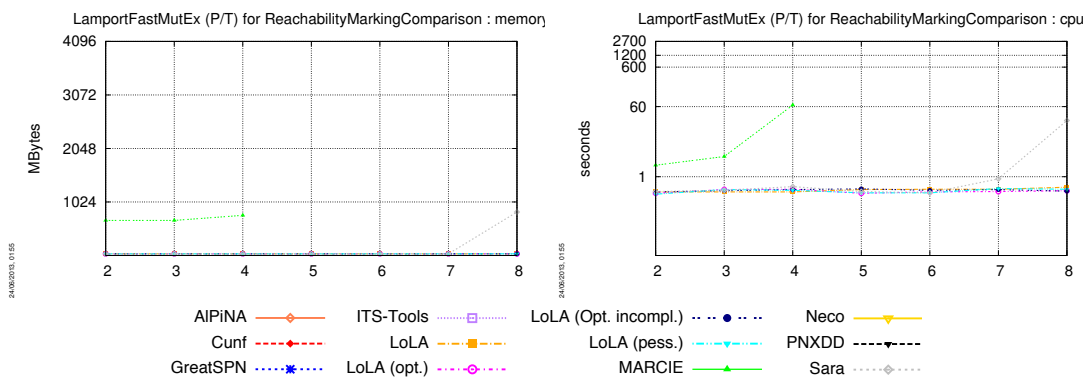 LamportFastMutEx (P/T) for ReachabilityMarkingComparison : memory
4096
3072
2048
1024
MBytes
2 3 4 5 6 7 8
24/06/2013, 01:55
LamportFastMutEx (P/T) for ReachabilityMarkingComparison : cpu
2700
1200
600
60
1
seconds
2 3 4 5 6 7 8
24/06/2013, 01:55
AlPiNA ITS-Tools LoLA (Opt. incompl.) Neco
Cunf LoLA LoLA (pess.) PNXDD
GreatSPN LoLA (opt.) MARCIE Sara